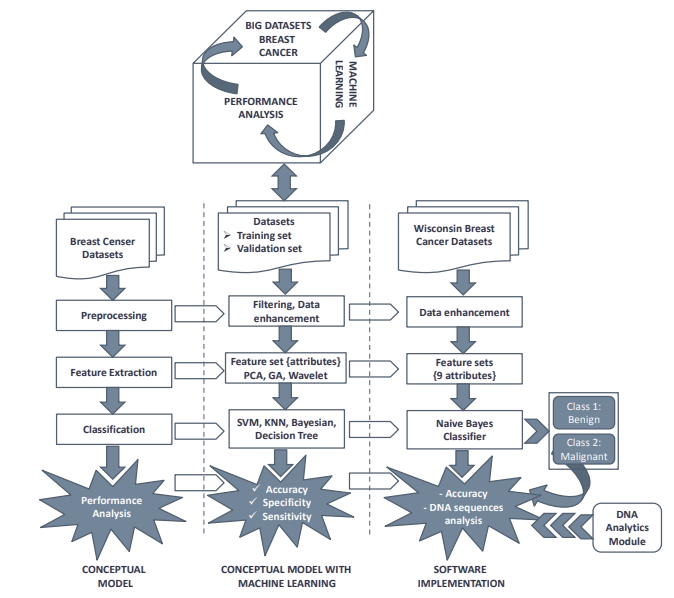 BIG DATASETS
BREAST
CANCER
MACHINE
LEARNING
PERFORMANCE
ANALYSIS
Breast Censer
Datasets
Datasets
➢ Training set
➢ Validation set
Wisconsin Breast
Cancer Datasets
Preprocessing
Filtering, Data
enhancement
Data enhancement
Feature Extraction
Feature set {attributes}
PCA, GA, Wavelet
Feature sets
{9 attributes}
Classification
SVM, KNN, Bayesian,
Decision Tree
Naive Bayes
Classifier
Class 1:
Benign
Class 2:
Malignant
Performance
Analysis
✓ Accuracy
✓ Specificity
✓ Sensitivity
- Accuracy
- DNA sequences
analysis
DNA
Analytics
Module
CONCEPTUAL
MODEL
CONCEPTUAL MODEL WITH
MACHINE LEARNING
SOFTWARE
IMPLEMENTATION